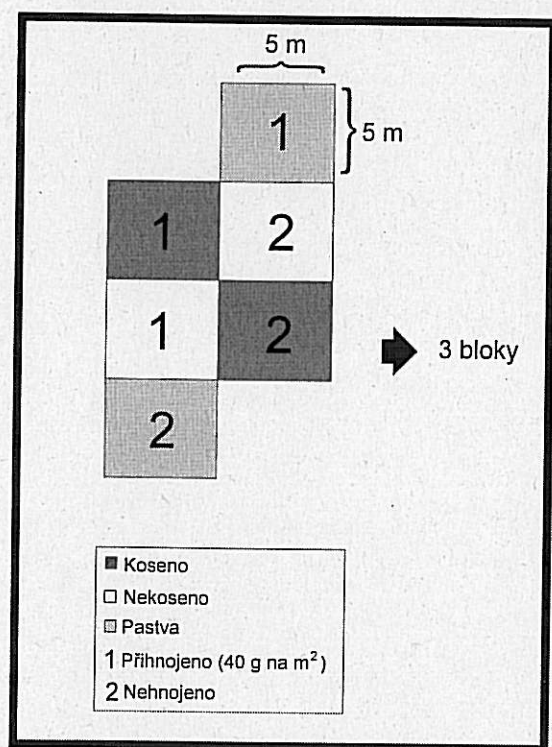 5 m
1
5 m
1
2
1
2
3 bloky
2
Koseno
Nekoseno
Pastva
1 Přihnojeno (40 g na m²)
2 Nehnojeno